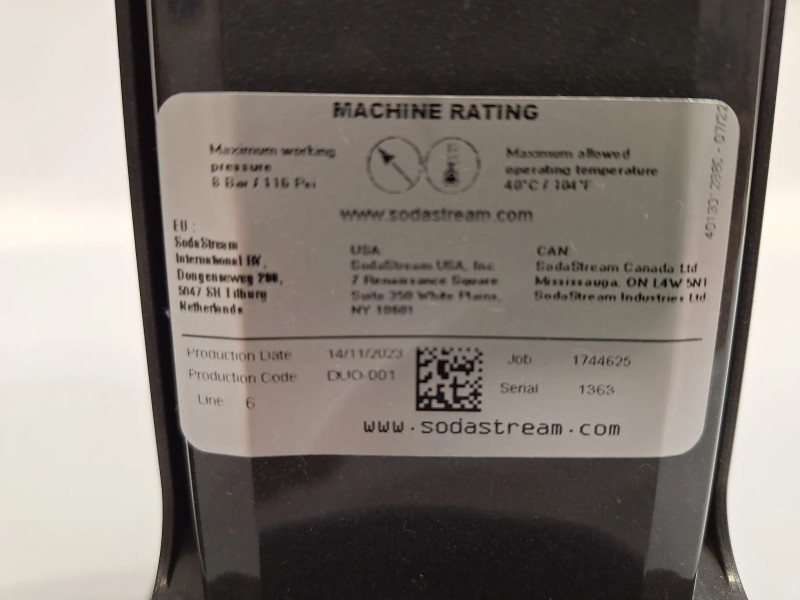 MACHINE RATING
Maximum working
pressure
8 Bar / 116 Psi
Maximum allowed
operating temperature
40°C / 104°F
www.sodastream.com
EU :
SodaStream
International BV,
Dongenseweg 200,
5047 SH Tilburg
Netherlands
USA
SodaStream USA, Inc
7 Renaissance Square
Suite 350 White Plains,
NY 10601
CAN
SodaStream Canada Ltd
Mississauga, ON L4W 5N1
SodaStream Industries Ltd
Production Date 14/11/2023
Production Code DUO-001
Line 6
Job 1744625
Serial 1363
www.sodastream.com